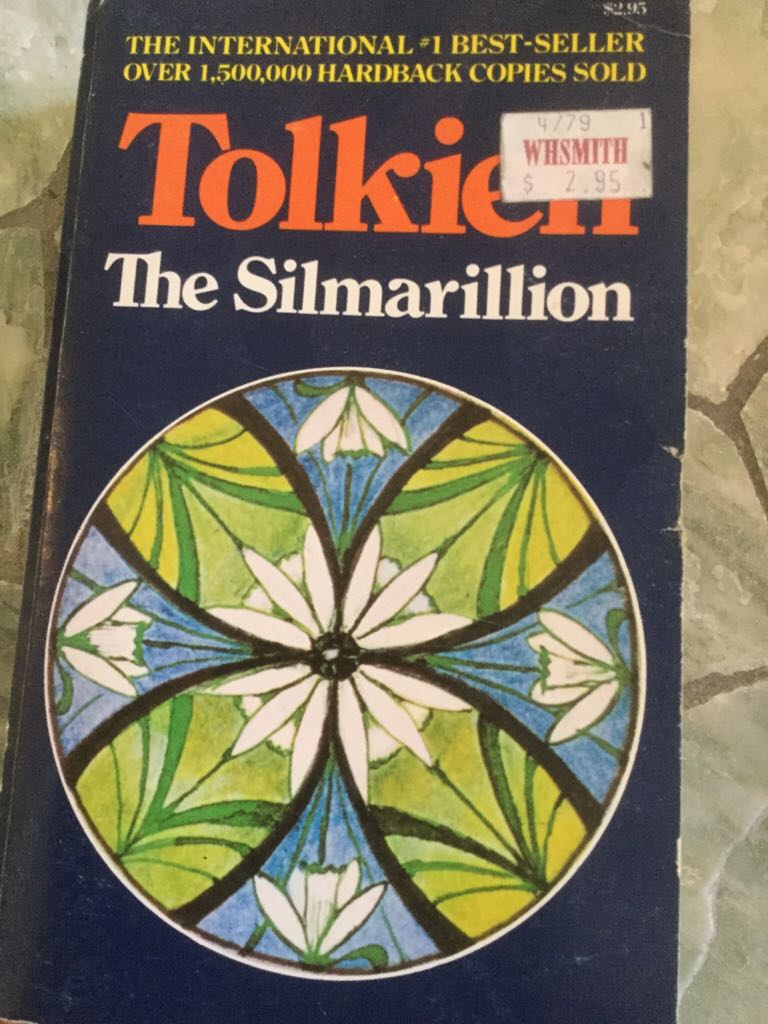 $2.95
THE INTERNATIONAL #1 BEST-SELLER
OVER 1,500,000 HARDBACK COPIES SOLD
4/79 1
WHSMITH
$ 2.95
Tolkien
The Silmarillion